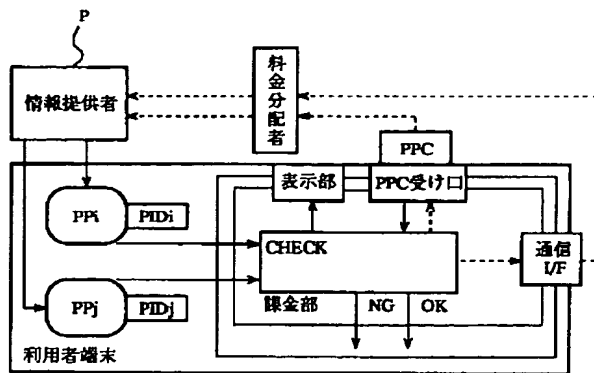 P
情報提供者
料金分配者
PPC
表示部
PPC受け口
PPi
PIDi
CHECK
通信
I/F
PPj
PIDj
課金部
NG
OK
利用者端末